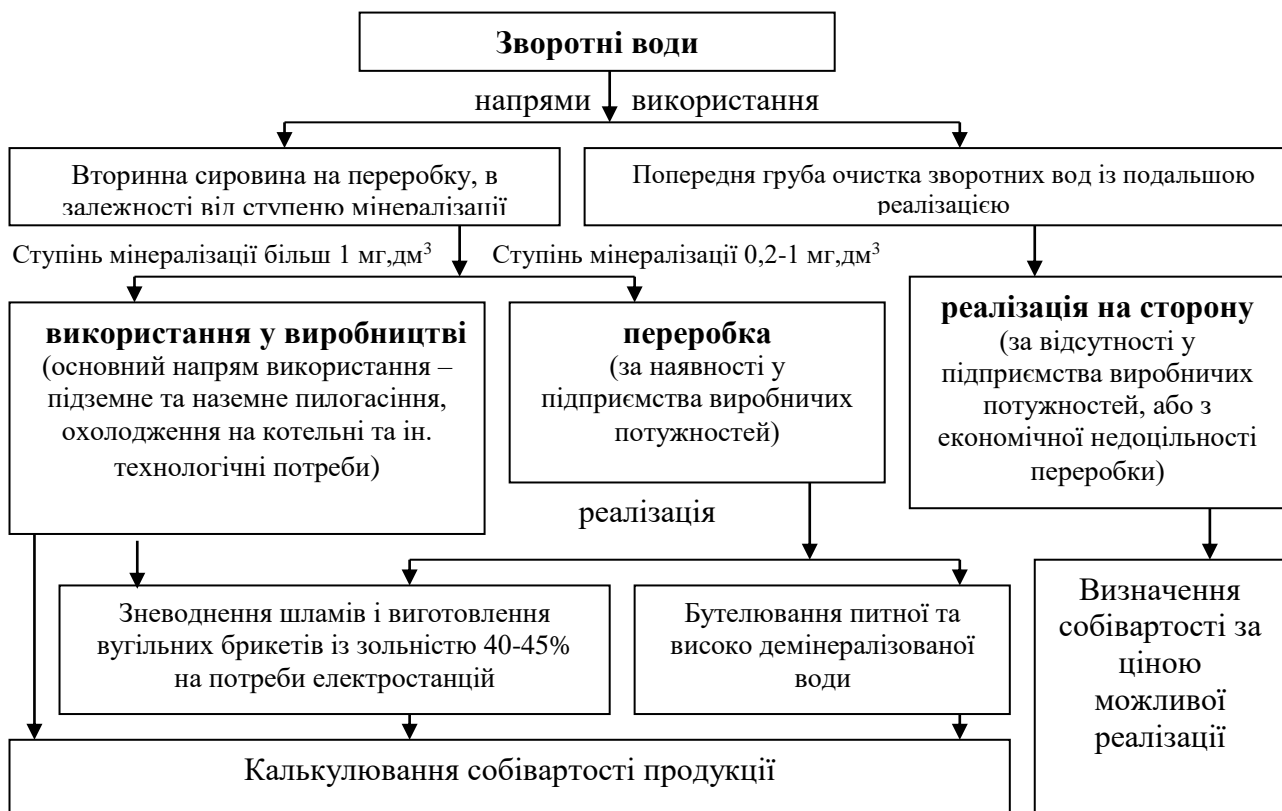 Зворотні води
напрями використання
Вторинна сировина на переробку, в
залежності від ступеню мінералізації
Попередня груба очистка зворотних вод із подальшою
реалізацією
Ступінь мінералізації більш 1 мг,дм³
Ступінь мінералізації 0,2-1 мг,дм³
використання у виробництві
(основний напрям використання –
підземне та наземне пилогасіння,
охолодження на котельні та ін.
технологічні потреби)
переробка
(за наявності у
підприємства виробничих
потужностей)
реалізація на сторону
(за відсутності у
підприємства виробничих
потужностей, або з
економічної недоцільності
переробки)
реалізація
Зневоднення шламів і виготовлення
вугільних брикетів із зольністю 40-45%
на потреби електростанцій
Бутелювання питної та
високо демінералізованої
води
Визначення
собівартості за
ціною
можливої
реалізації
Калькулювання собівартості продукції